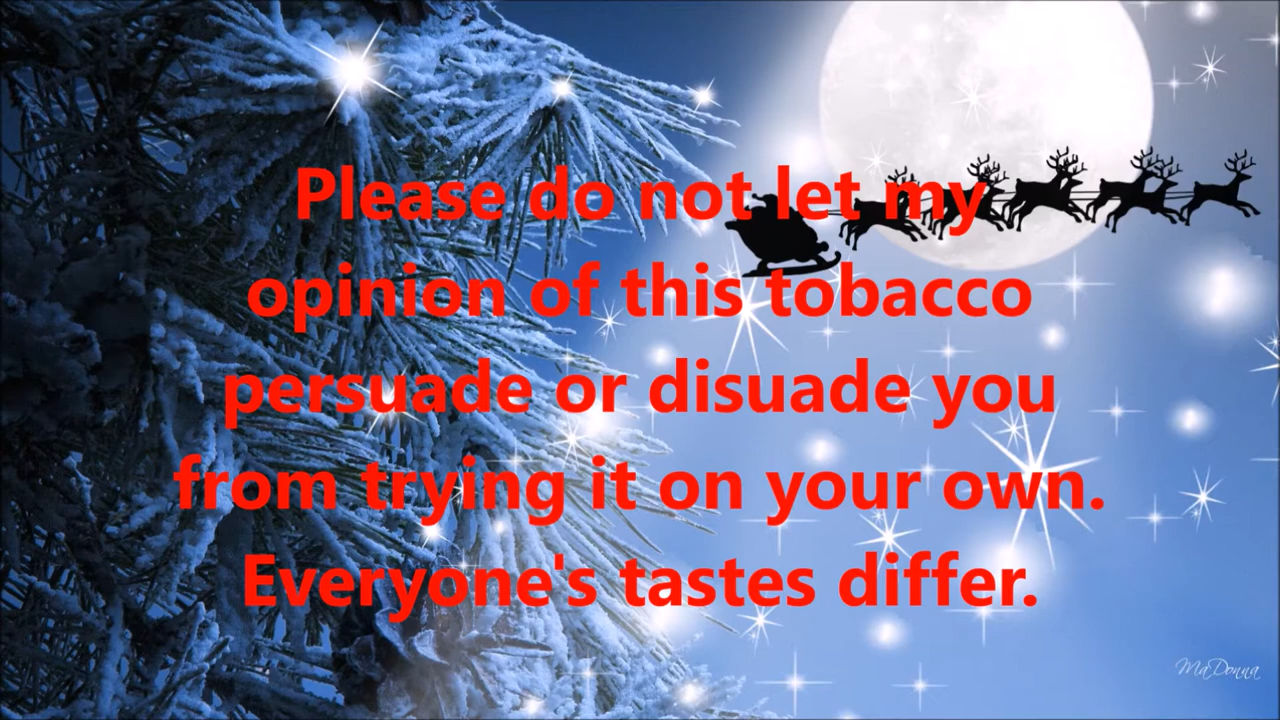 Please do not let my
opinion of this tobacco
persuade or disuade you
from trying it on your own.
Everyone's tastes differ.
MaDonna